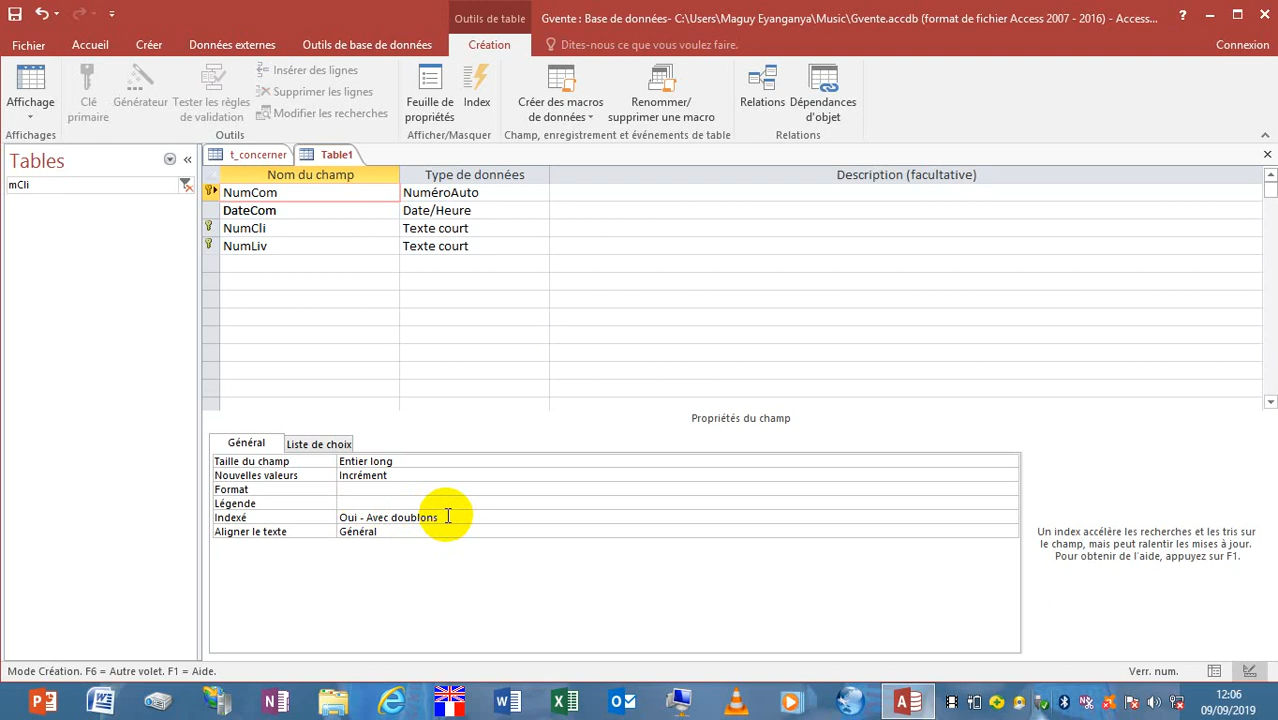 Outils de table
Gvente : Base de données- C:\Users\Maguy Eyanganya\Music\Gvente.accdb (format de fichier Access 2007 - 2016) - Access...
?
Fichier Accueil Créer Données externes Outils de base de données Création Dites-nous ce que vous voulez faire. Connexion
Affichage
Clé primaire
Générateur
Tester les règles de validation
Insérer des lignes
Supprimer les lignes
Modifier les recherches
Feuille de propriétés
Index
Créer des macros de données
Renommer/ supprimer une macro
Relations
Dépendances d'objet
Affichages Outils Afficher/Masquer Champ, enregistrement et événements de table Relations
Tables «
mCli
t_concerner Table1
Nom du champ Type de données Description (facultative)
NumCom NuméroAuto
DateCom Date/Heure
NumCli Texte court
NumLiv Texte court
Propriétés du champ
Général Liste de choix
Taille du champ Entier long
Nouvelles valeurs Incrément
Format
Légende
Indexé Oui - Avec doublons
Aligner le texte Général
Un index accélère les recherches et les tris sur
le champ, mais peut ralentir les mises à jour.
Pour obtenir de l'aide, appuyez sur F1.
Mode Création. F6 = Autre volet. F1 = Aide. Verr. num.
12:06
09/09/2019